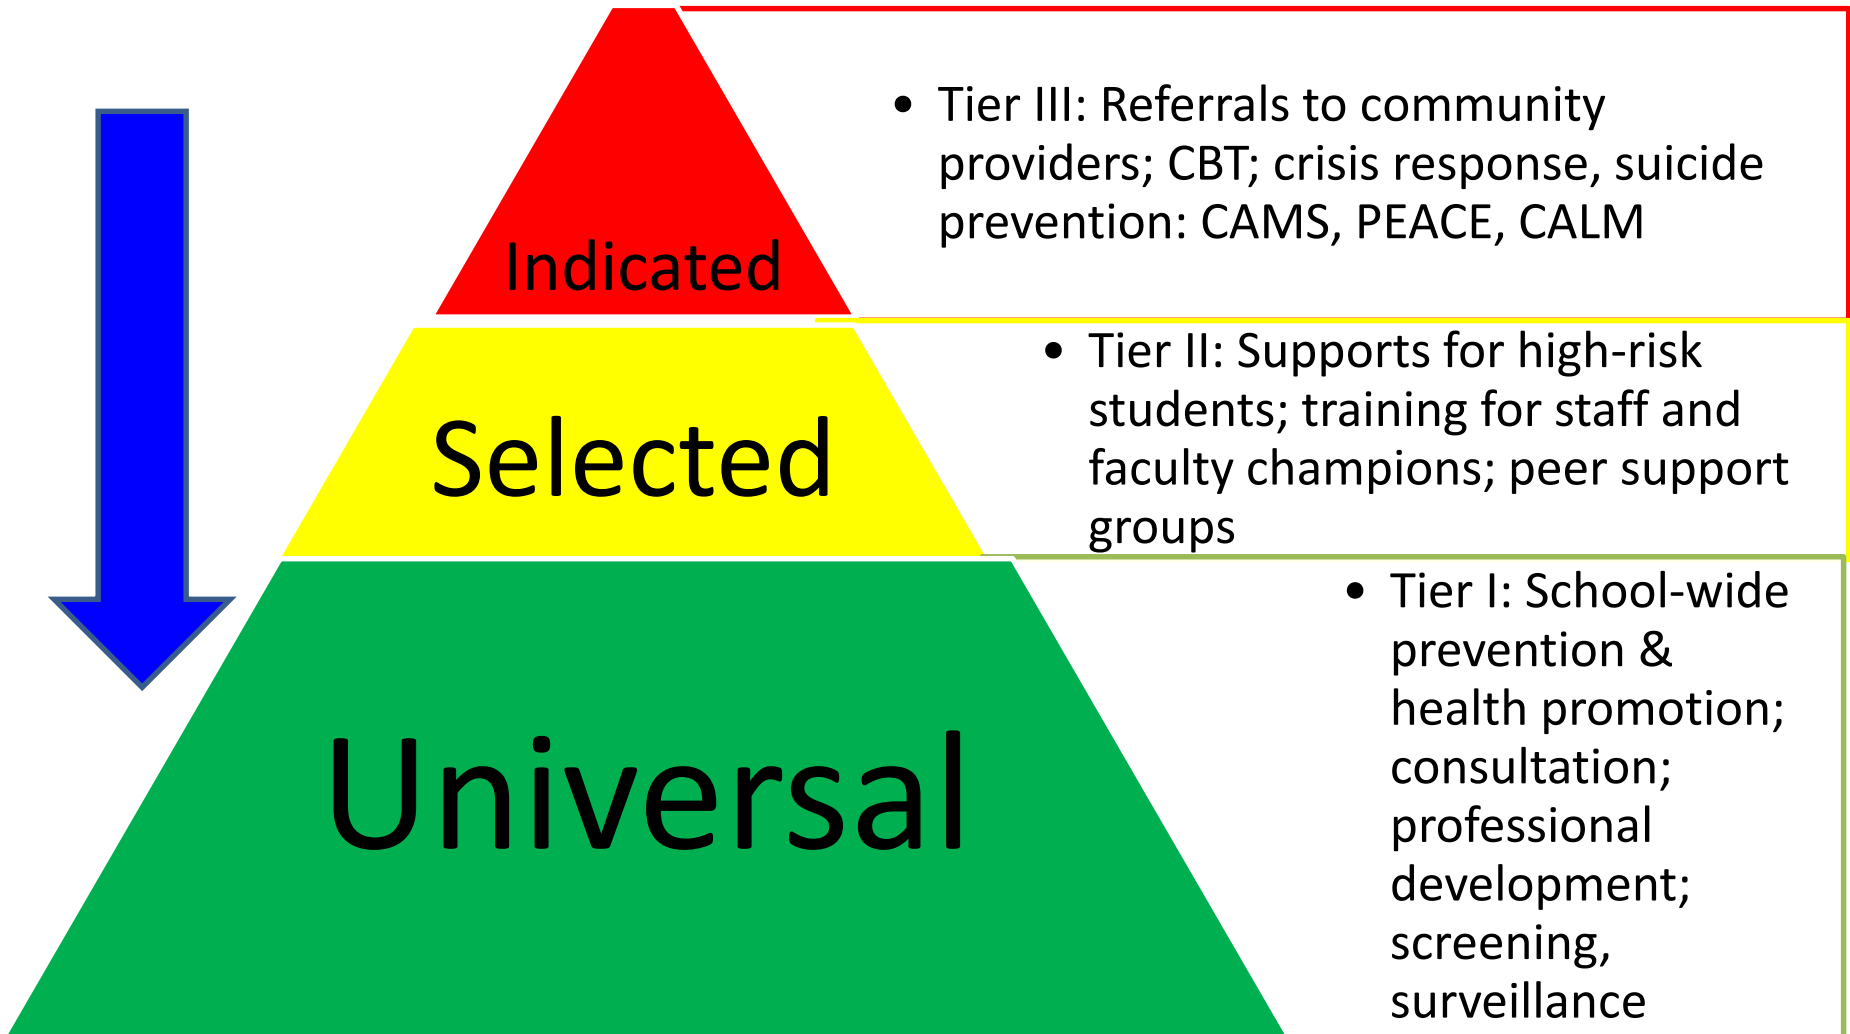 Indicated
• Tier III: Referrals to community
providers; CBT; crisis response, suicide
prevention: CAMS, PEACE, CALM
Selected
• Tier II: Supports for high-risk
students; training for staff and
faculty champions; peer support
groups
Universal
• Tier I: School-wide
prevention &
health promotion;
consultation;
professional
development;
screening,
surveillance